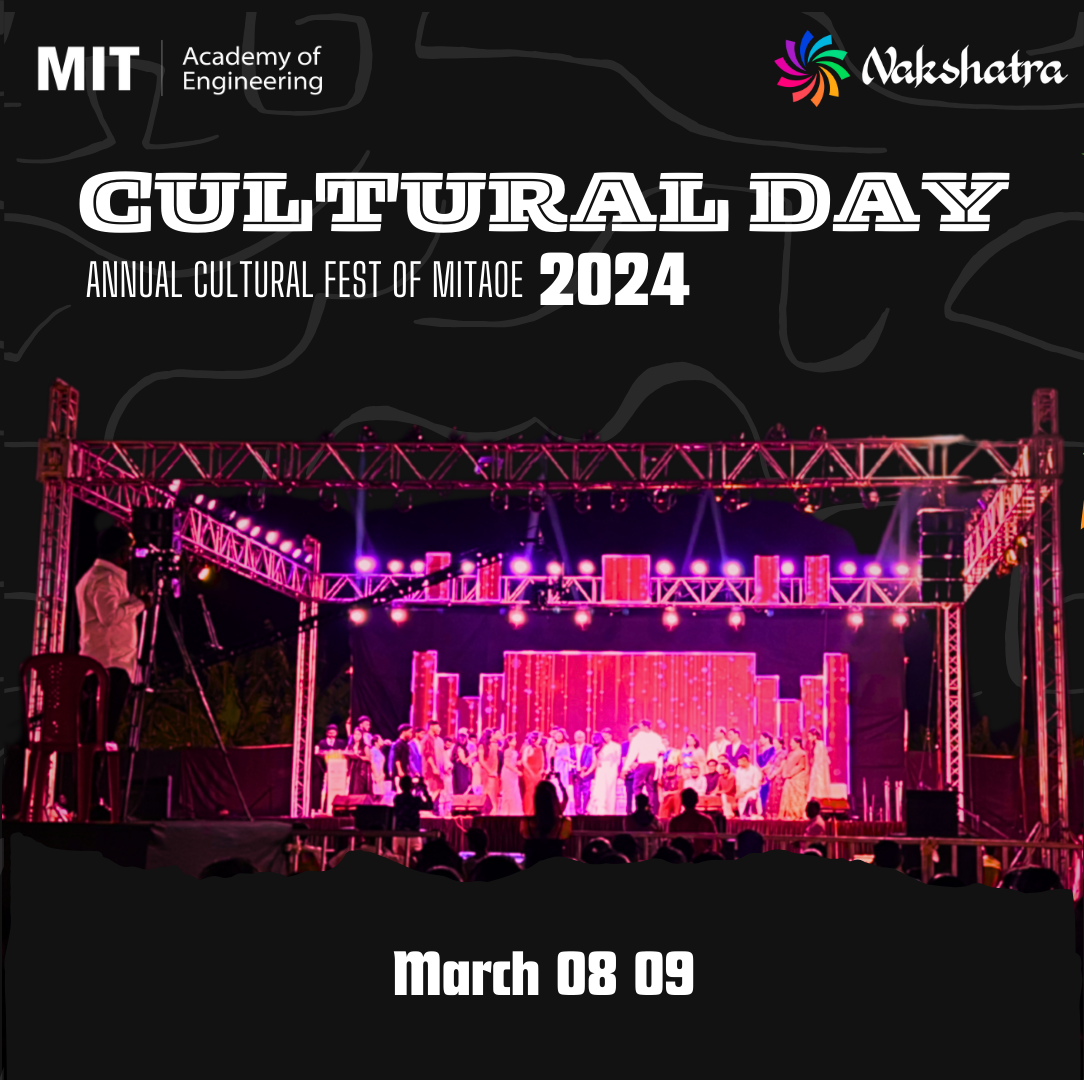 MIT
Academy of
Engineering
Nakshatra
CULTURAL DAY
ANNUAL CULTURAL FEST OF MITAOE 2024
March 08 09